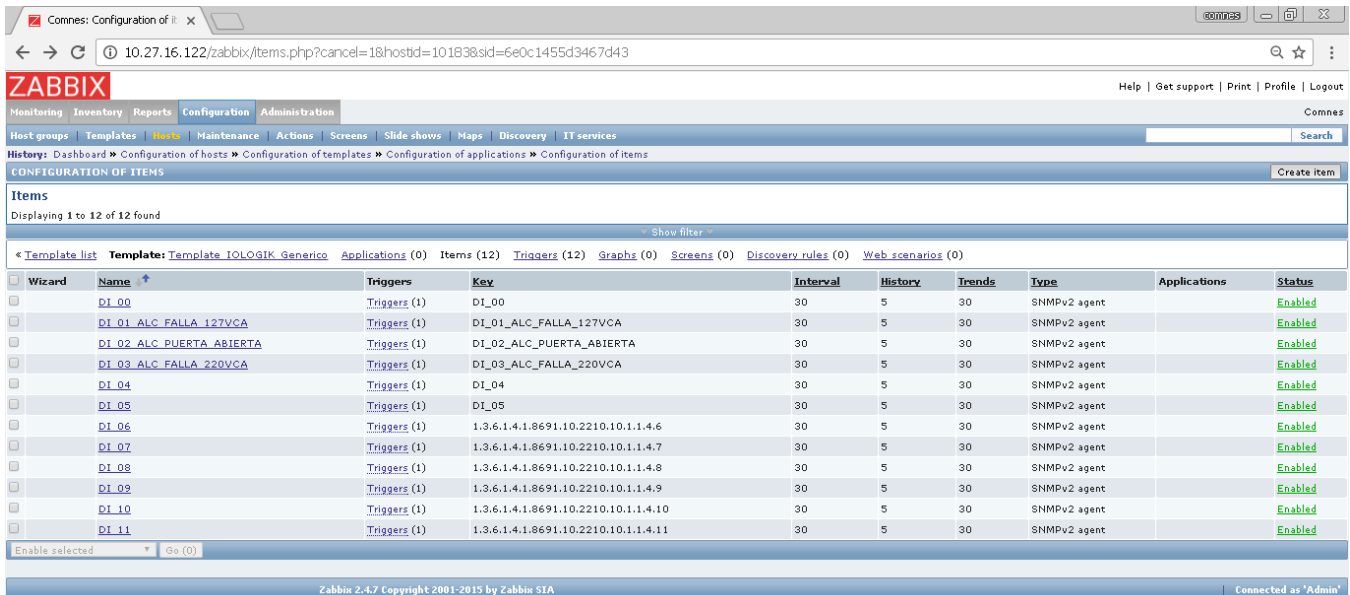 Comnes: Configuration of it
comnes
10.27.16.122/zabbix/items.php?cancel=1&hostid=10183&sid=6e0c1455d3467d43
ZABBIX
Help | Get support | Print | Profile | Logout
Monitoring Inventory Reports Configuration Administration
Comnes
Host groups | Templates | Hosts | Maintenance | Actions | Screens | Slide shows | Maps | Discovery | IT services
Search
History: Dashboard » Configuration of hosts » Configuration of templates » Configuration of applications » Configuration of items
CONFIGURATION OF ITEMS
Create item
Items
Displaying 1 to 12 of 12 found
Show filter
« Template list Template: Template IOLOGIK Generico Applications (0) Items (12) Triggers (12) Graphs (0) Screens (0) Discovery rules (0) Web scenarios (0)
Wizard Name Triggers Key Interval History Trends Type Applications Status
DI_00 Triggers (1) DI_00 30 5 30 SNMPv2 agent Enabled
DI_01_ALC_FALLA_127VCA Triggers (1) DI_01_ALC_FALLA_127VCA 30 5 30 SNMPv2 agent Enabled
DI_02_ALC_PUERTA_ABIERTA Triggers (1) DI_02_ALC_PUERTA_ABIERTA 30 5 30 SNMPv2 agent Enabled
DI_03_ALC_FALLA_220VCA Triggers (1) DI_03_ALC_FALLA_220VCA 30 5 30 SNMPv2 agent Enabled
DI_04 Triggers (1) DI_04 30 5 30 SNMPv2 agent Enabled
DI_05 Triggers (1) DI_05 30 5 30 SNMPv2 agent Enabled
DI_06 Triggers (1) 1.3.6.1.4.1.8691.10.2210.10.1.1.4.6 30 5 30 SNMPv2 agent Enabled
DI_07 Triggers (1) 1.3.6.1.4.1.8691.10.2210.10.1.1.4.7 30 5 30 SNMPv2 agent Enabled
DI_08 Triggers (1) 1.3.6.1.4.1.8691.10.2210.10.1.1.4.8 30 5 30 SNMPv2 agent Enabled
DI_09 Triggers (1) 1.3.6.1.4.1.8691.10.2210.10.1.1.4.9 30 5 30 SNMPv2 agent Enabled
DI_10 Triggers (1) 1.3.6.1.4.1.8691.10.2210.10.1.1.4.10 30 5 30 SNMPv2 agent Enabled
DI_11 Triggers (1) 1.3.6.1.4.1.8691.10.2210.10.1.1.4.11 30 5 30 SNMPv2 agent Enabled
Enable selected Go (0)
Zabbix 2.4.7 Copyright 2001-2015 by Zabbix SIA
Connected as 'Admin'